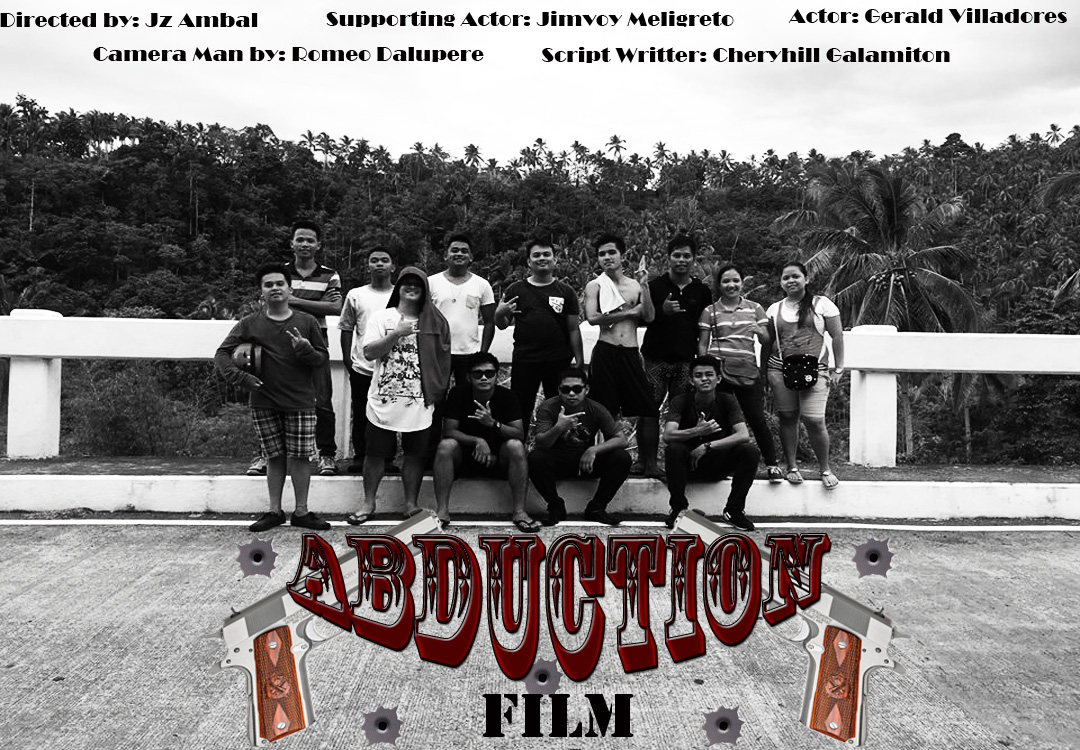 Directed by: Jz Ambal
Supporting Actor: Jimvoy Meligreto
Actor: Gerald Villadores
Camera Man by: Romeo Dalupere
Script Writter: Cheryhill Galamiton
ABDUCTION
FILM